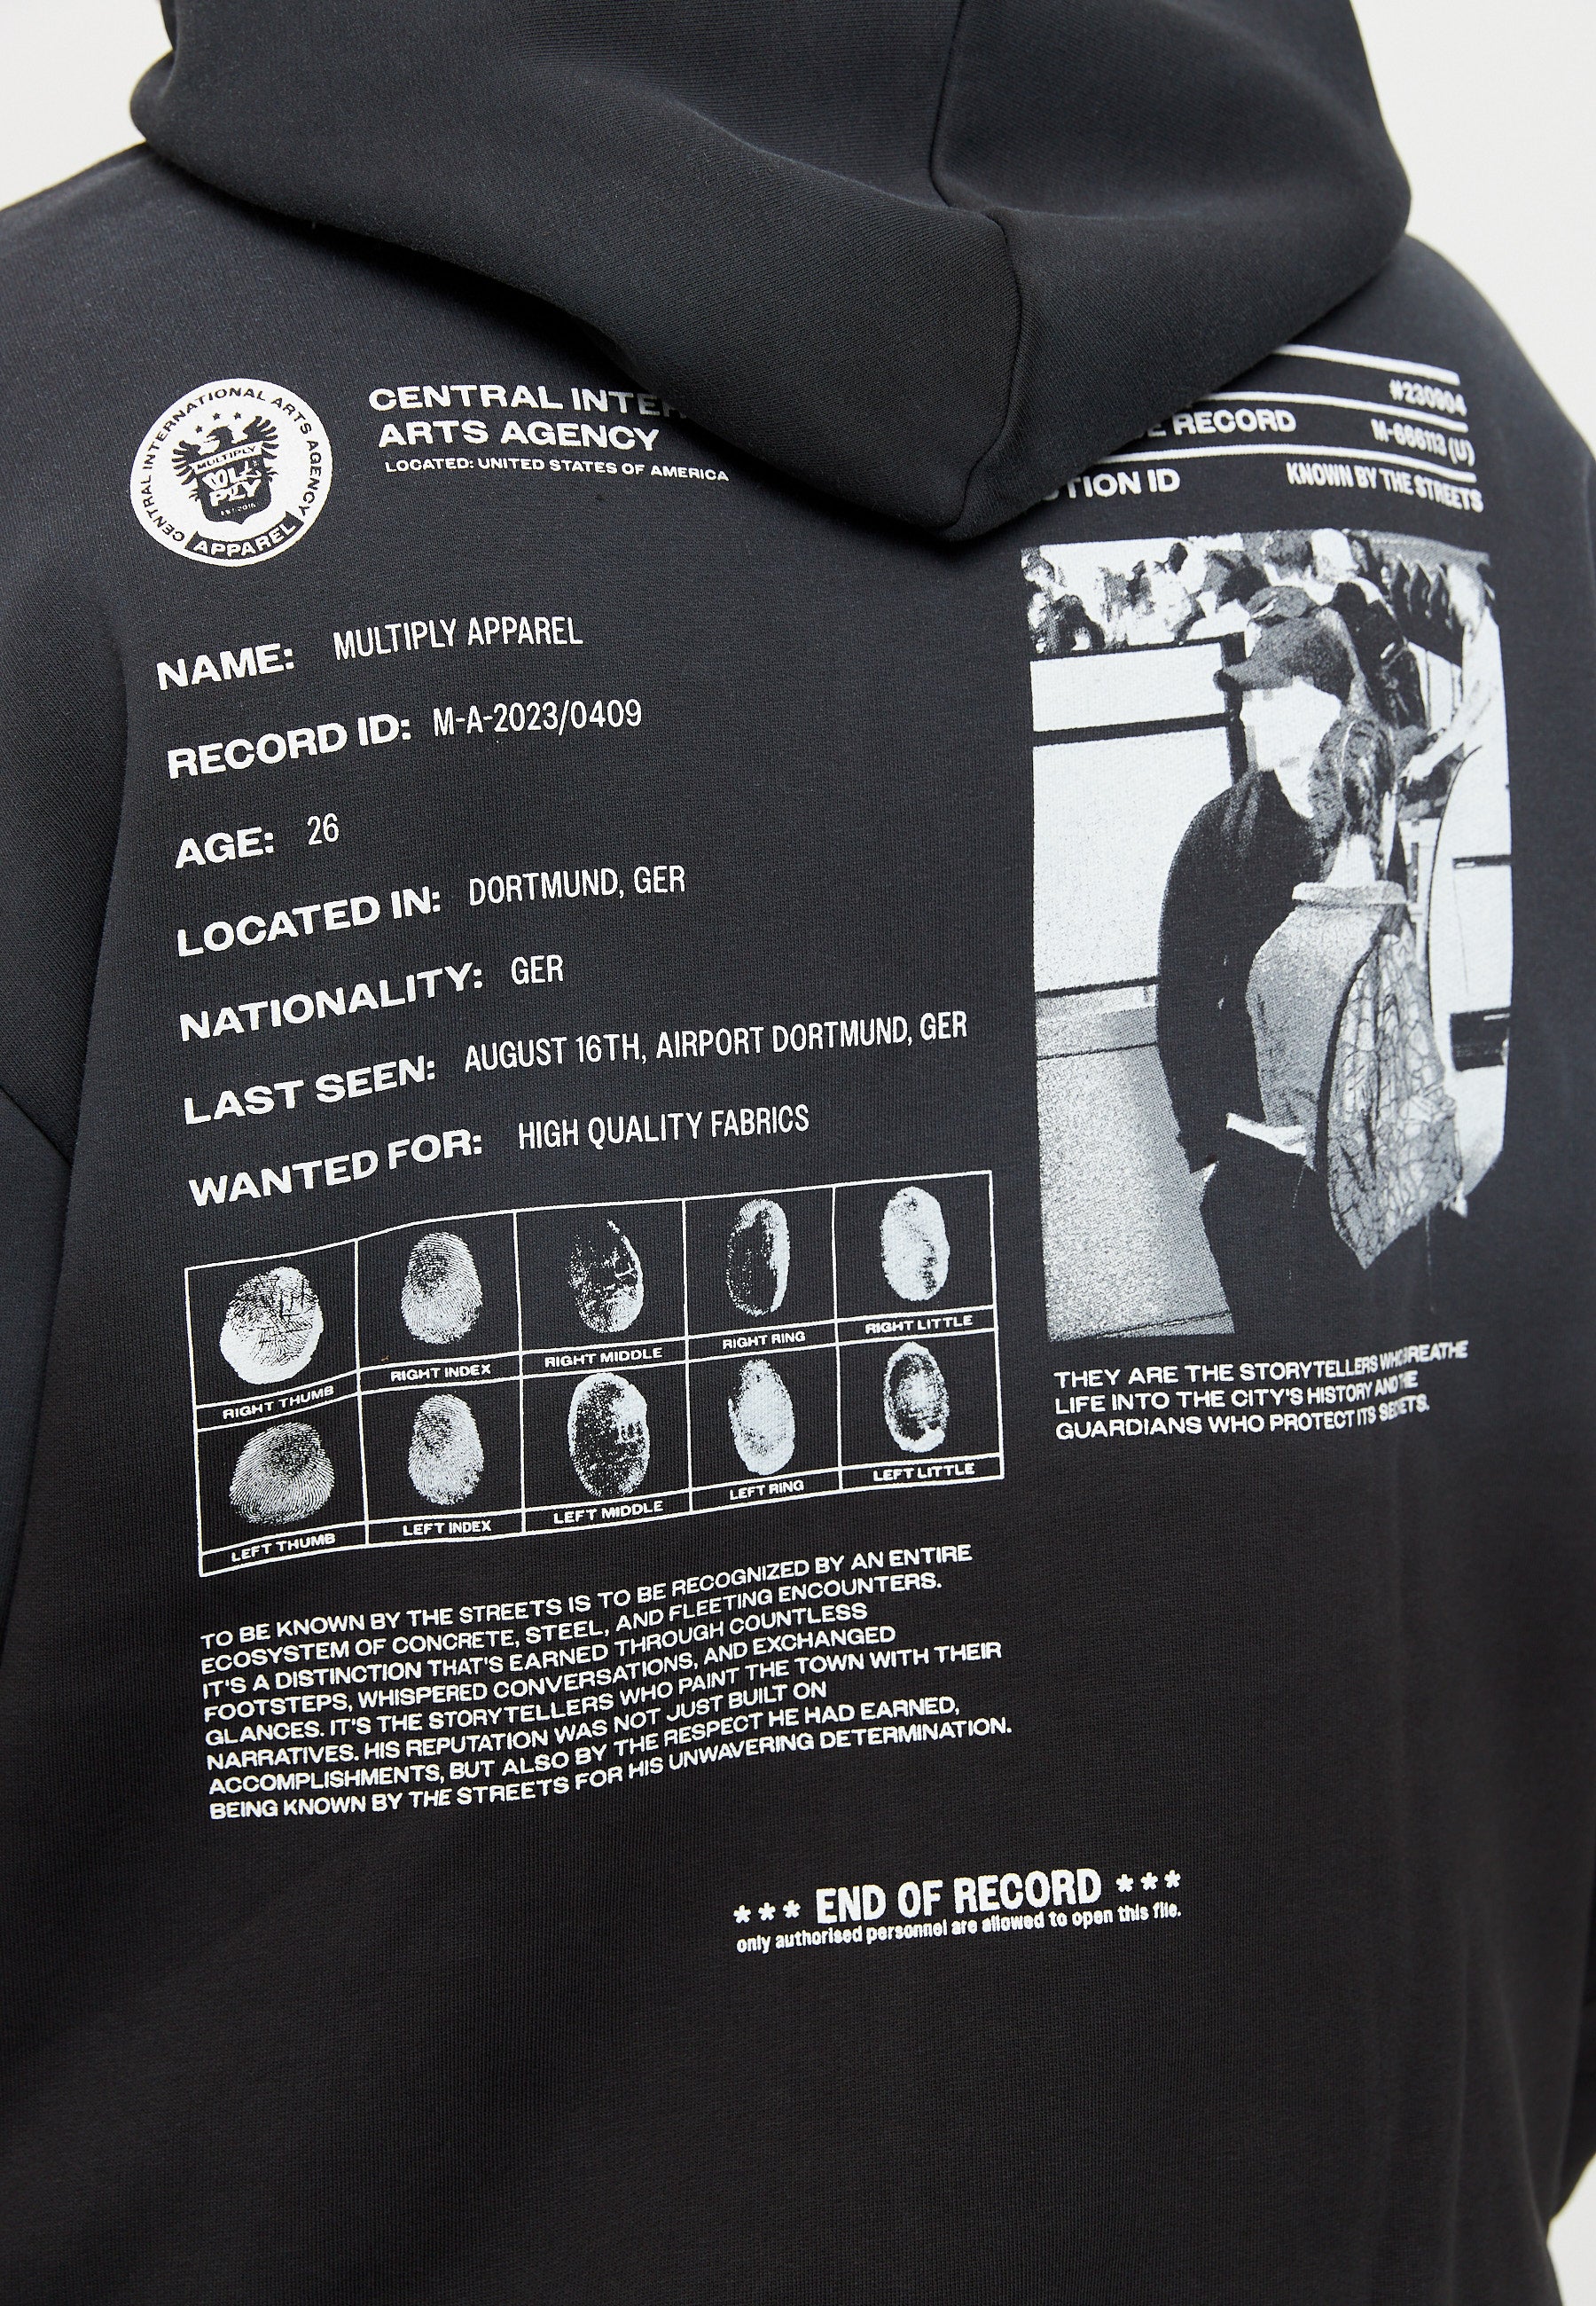 CENTRAL INTERNATIONAL ARTS AGENCY
MULTIPLY
MULTI
PLY
EST. 2016
APPAREL
CENTRAL INTER
ARTS AGENCY
LOCATED: UNITED STATES OF AMERICA
#230904
RECORD M-666113 (U)
ID KNOWN BY THE STREETS
NAME: MULTIPLY APPAREL
RECORD ID: M-A-2023/0409
AGE: 26
LOCATED IN: DORTMUND, GER
NATIONALITY: GER
LAST SEEN: AUGUST 16TH, AIRPORT DORTMUND, GER
WANTED FOR: HIGH QUALITY FABRICS
RIGHT THUMB RIGHT INDEX RIGHT MIDDLE RIGHT RING RIGHT LITTLE
LEFT THUMB LEFT INDEX LEFT MIDDLE LEFT RING LEFT LITTLE
THEY ARE THE STORYTELLERS WHO BREATHE
LIFE INTO THE CITY'S HISTORY AND THE
GUARDIANS WHO PROTECT ITS SECRETS.
TO BE KNOWN BY THE STREETS IS TO BE RECOGNIZED BY AN ENTIRE
ECOSYSTEM OF CONCRETE, STEEL, AND FLEETING ENCOUNTERS.
IT'S A DISTINCTION THAT'S EARNED THROUGH COUNTLESS
FOOTSTEPS, WHISPERED CONVERSATIONS, AND EXCHANGED
GLANCES. IT'S THE STORYTELLERS WHO PAINT THE TOWN WITH THEIR
NARRATIVES. HIS REPUTATION WAS NOT JUST BUILT ON
ACCOMPLISHMENTS, BUT ALSO BY THE RESPECT HE HAD EARNED,
BEING KNOWN BY THE STREETS FOR HIS UNWAVERING DETERMINATION.
*** END OF RECORD ***
only authorised personnel are allowed to open this file.